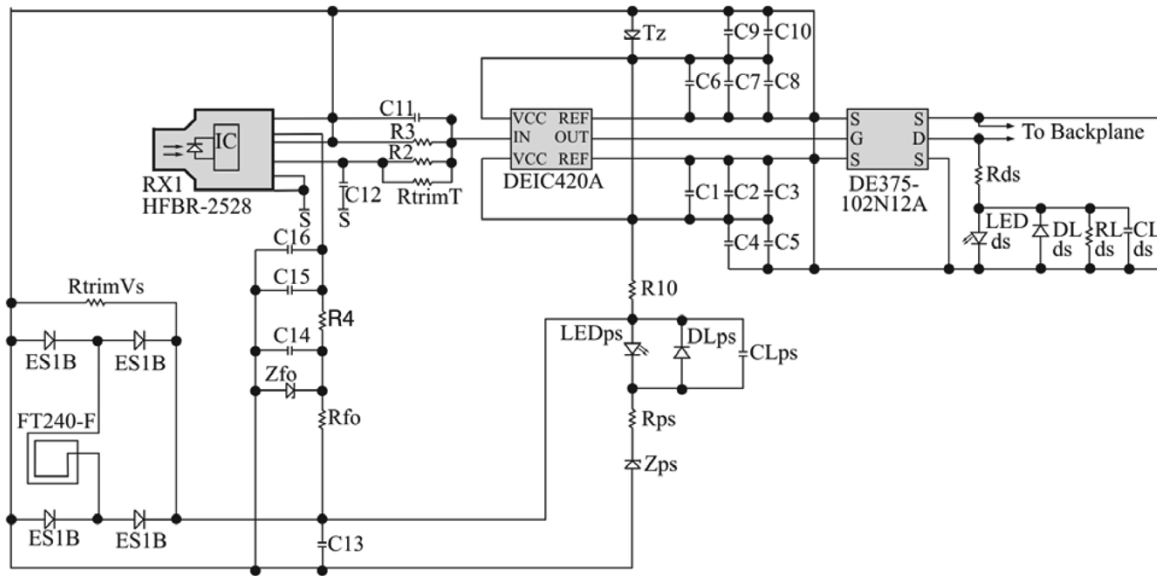 Tz
C9
C10
C6
C7
C8
C11
R3
R2
RtrimT
C12
S
S
IC
RX1
HFBR-2528
VCC REF
IN OUT
VCC REF
DEIC420A
C1
C2
C3
C4
C5
S S
G D
S S
DE375-
102N12A
To Backplane
Rds
LED
ds
DL
ds
RL
ds
CL
ds
C16
C15
R4
C14
Zfo
Rfo
C13
RtrimVs
ES1B
ES1B
FT240-F
ES1B
ES1B
R10
LEDps
DLps
CLps
Rps
Zps